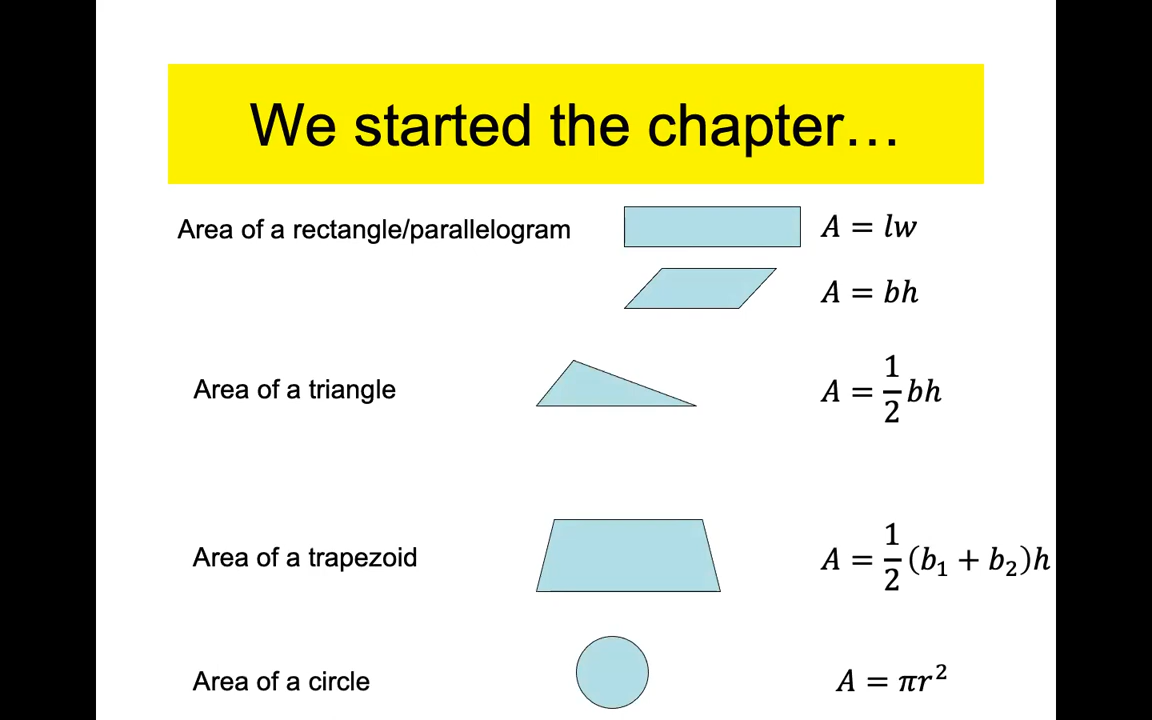 We started the chapter…
Area of a rectangle/parallelogram
A = lw
A = bh
Area of a triangle
A = 1/2 bh
Area of a trapezoid
A = 1/2 (b₁ + b₂)h
Area of a circle
A = πr²